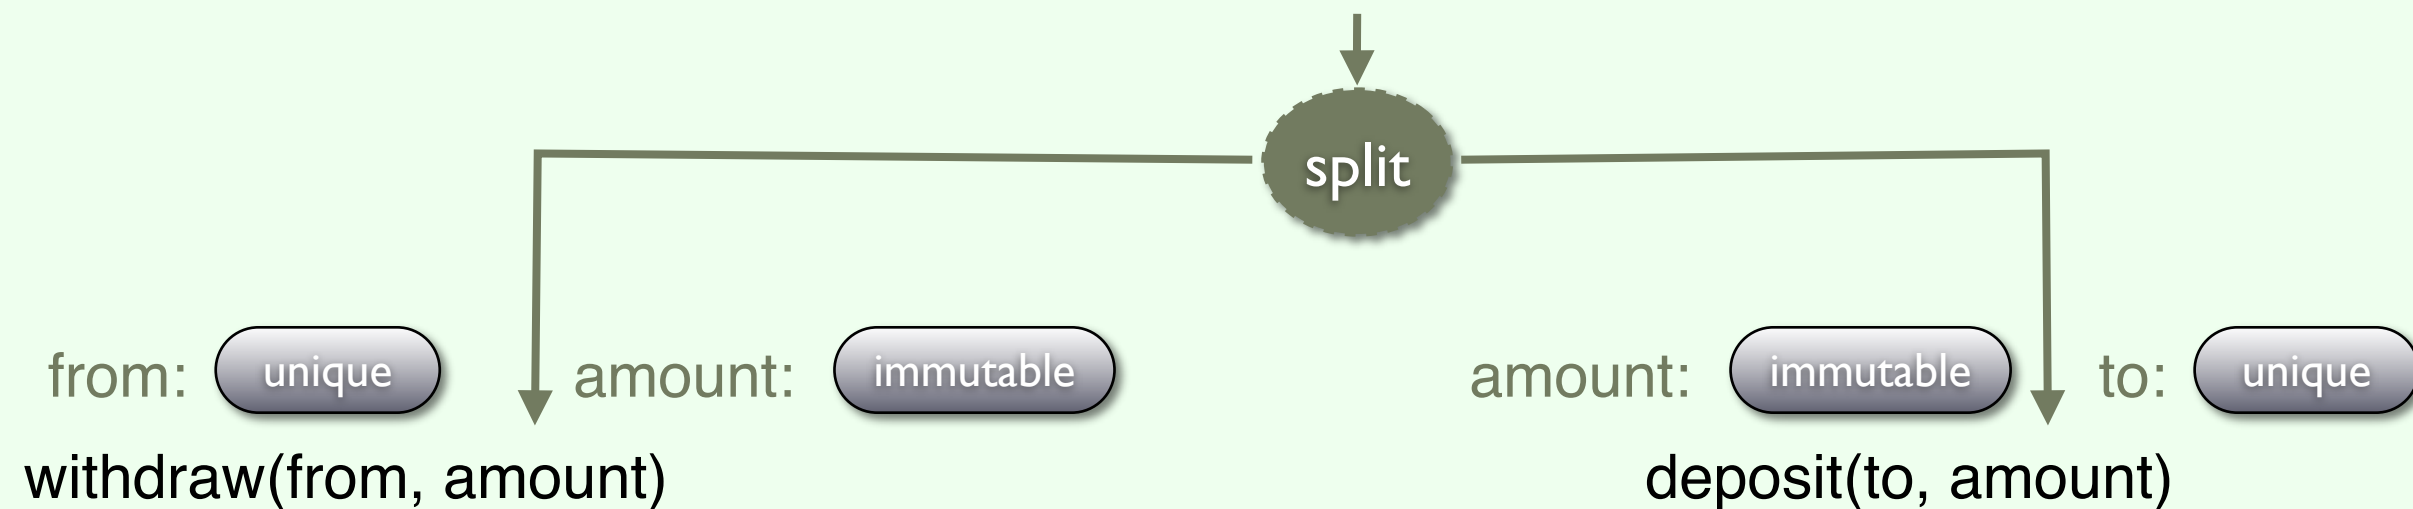 split
from: unique amount: immutable amount: immutable to: unique
withdraw(from, amount) deposit(to, amount)